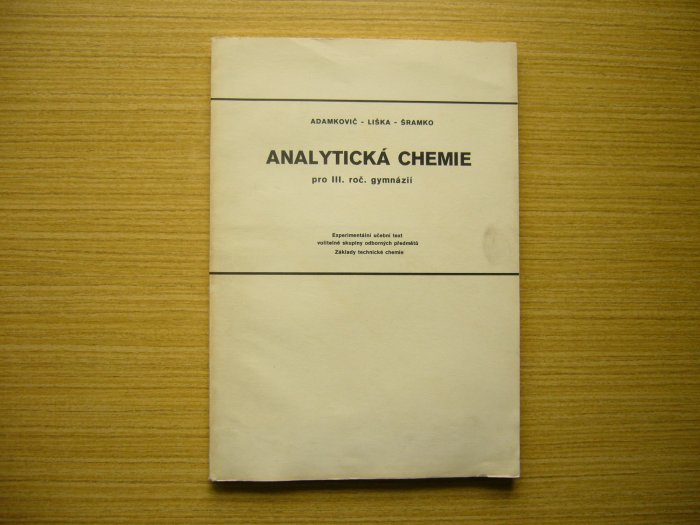 ADAMKOVIČ - LIŠKA - ŠRAMKO
ANALYTICKÁ CHEMIE
pro III. roč. gymnázií
Experimentální učební text
volitelné skupiny odborných předmětů
Základy technické chemie